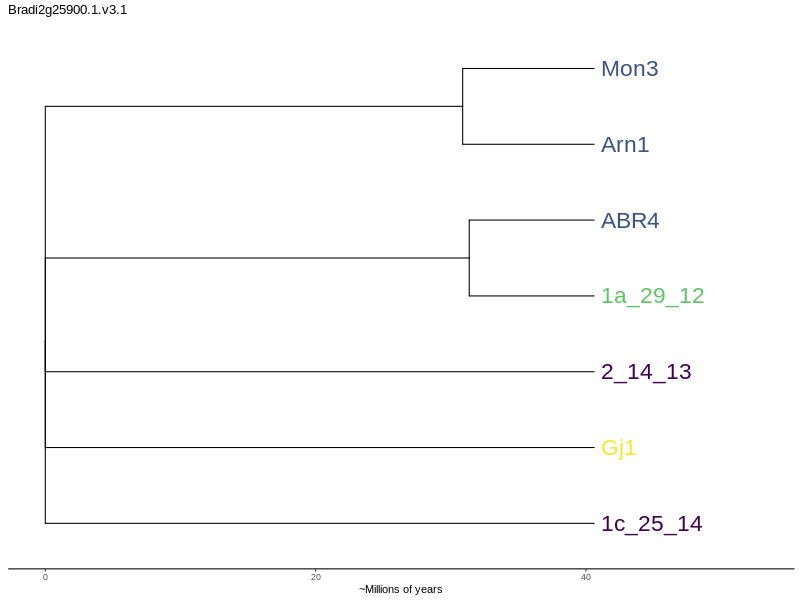 Bradi2g25900.1.v3.1
Mon3
Arn1
ABR4
1a_29_12
2_14_13
Gj1
1c_25_14
0 20 40
~Millions of years